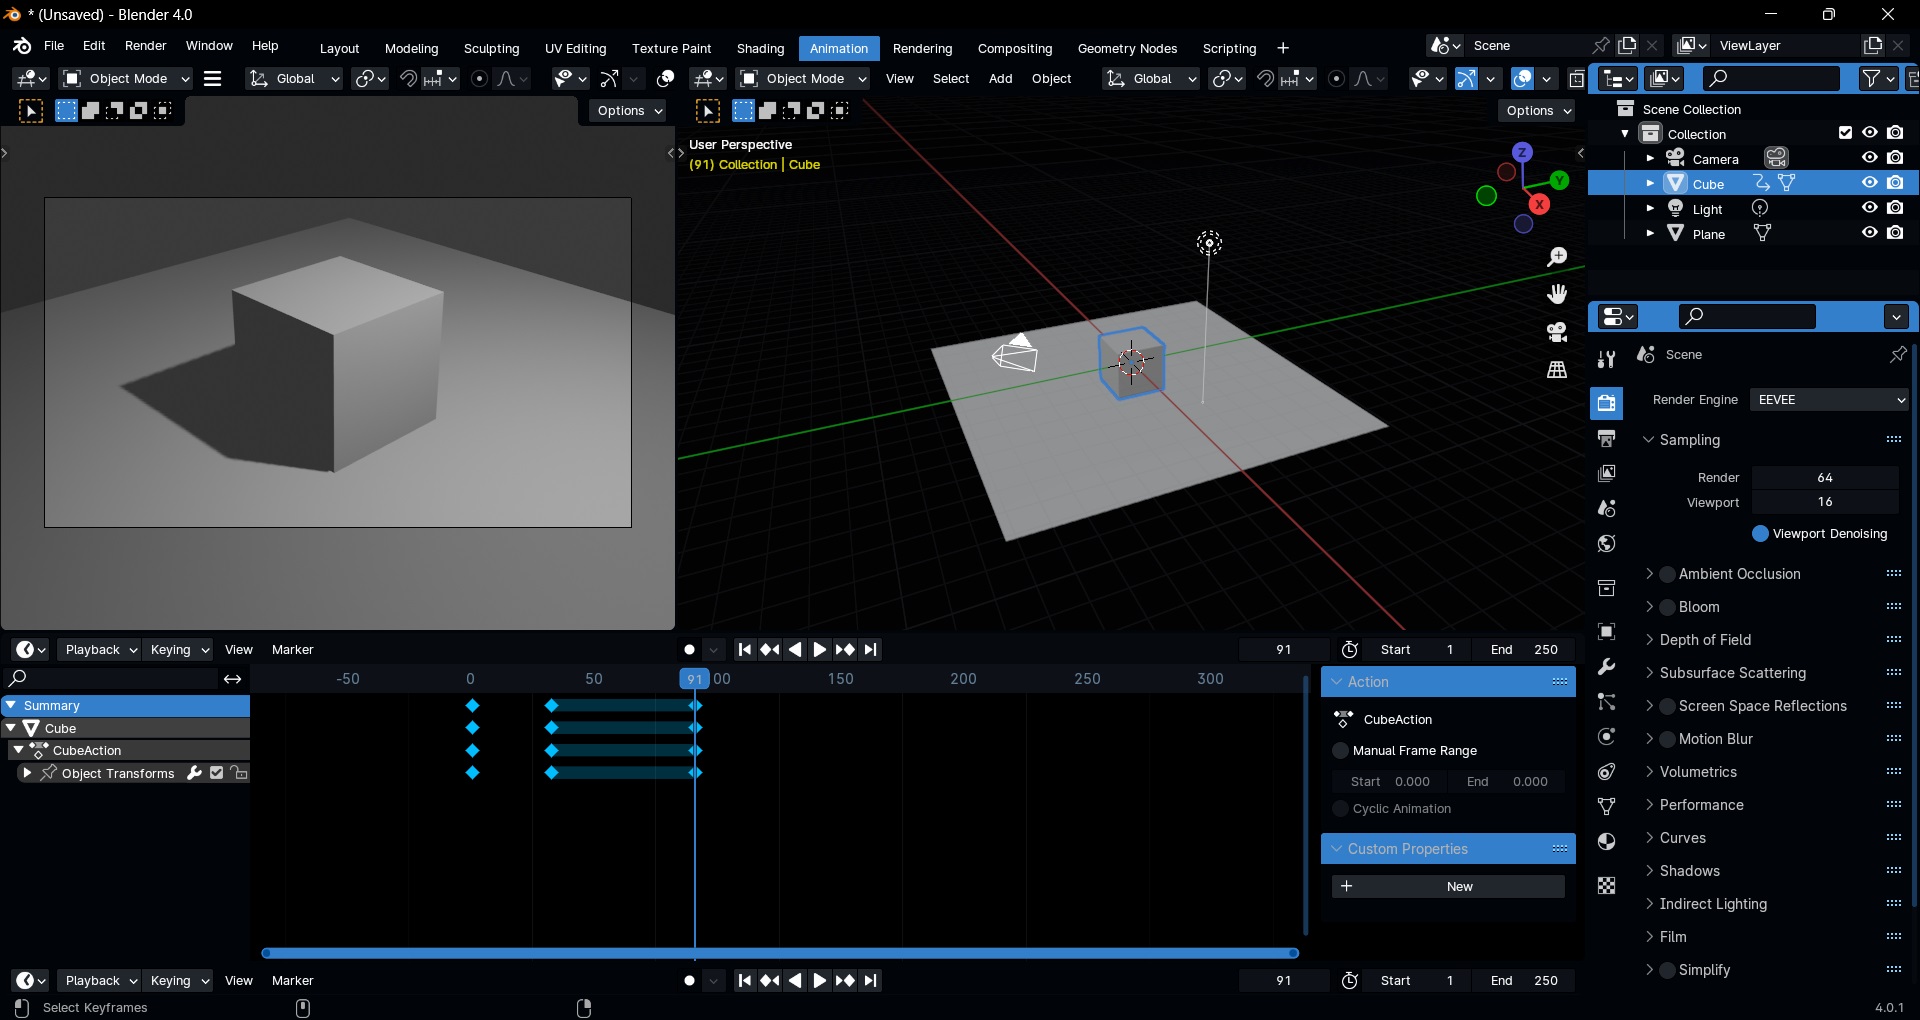 * (Unsaved) - Blender 4.0
File Edit Render Window Help Layout Modeling Sculpting UV Editing Texture Paint Shading Animation Rendering Compositing Geometry Nodes Scripting + Scene ViewLayer
Object Mode Global Object Mode View Select Add Object Global
Options Options
User Perspective
(91) Collection | Cube
Z
Y
X
Scene Collection
Collection
Camera
Cube
Light
Plane
Scene
Render Engine EEVEE
Sampling
Render 64
Viewport 16
Viewport Denoising
Ambient Occlusion
Bloom
Depth of Field
Subsurface Scattering
Screen Space Reflections
Motion Blur
Volumetrics
Performance
Curves
Shadows
Indirect Lighting
Film
Simplify
Playback Keying View Marker 91 Start 1 End 250
-50 0 50 91 00 150 200 250 300
Summary
Cube
CubeAction
Object Transforms
Action
CubeAction
Manual Frame Range
Start 0.000 End 0.000
Cyclic Animation
Custom Properties
+ New
Playback Keying View Marker 91 Start 1 End 250
Select Keyframes 4.0.1